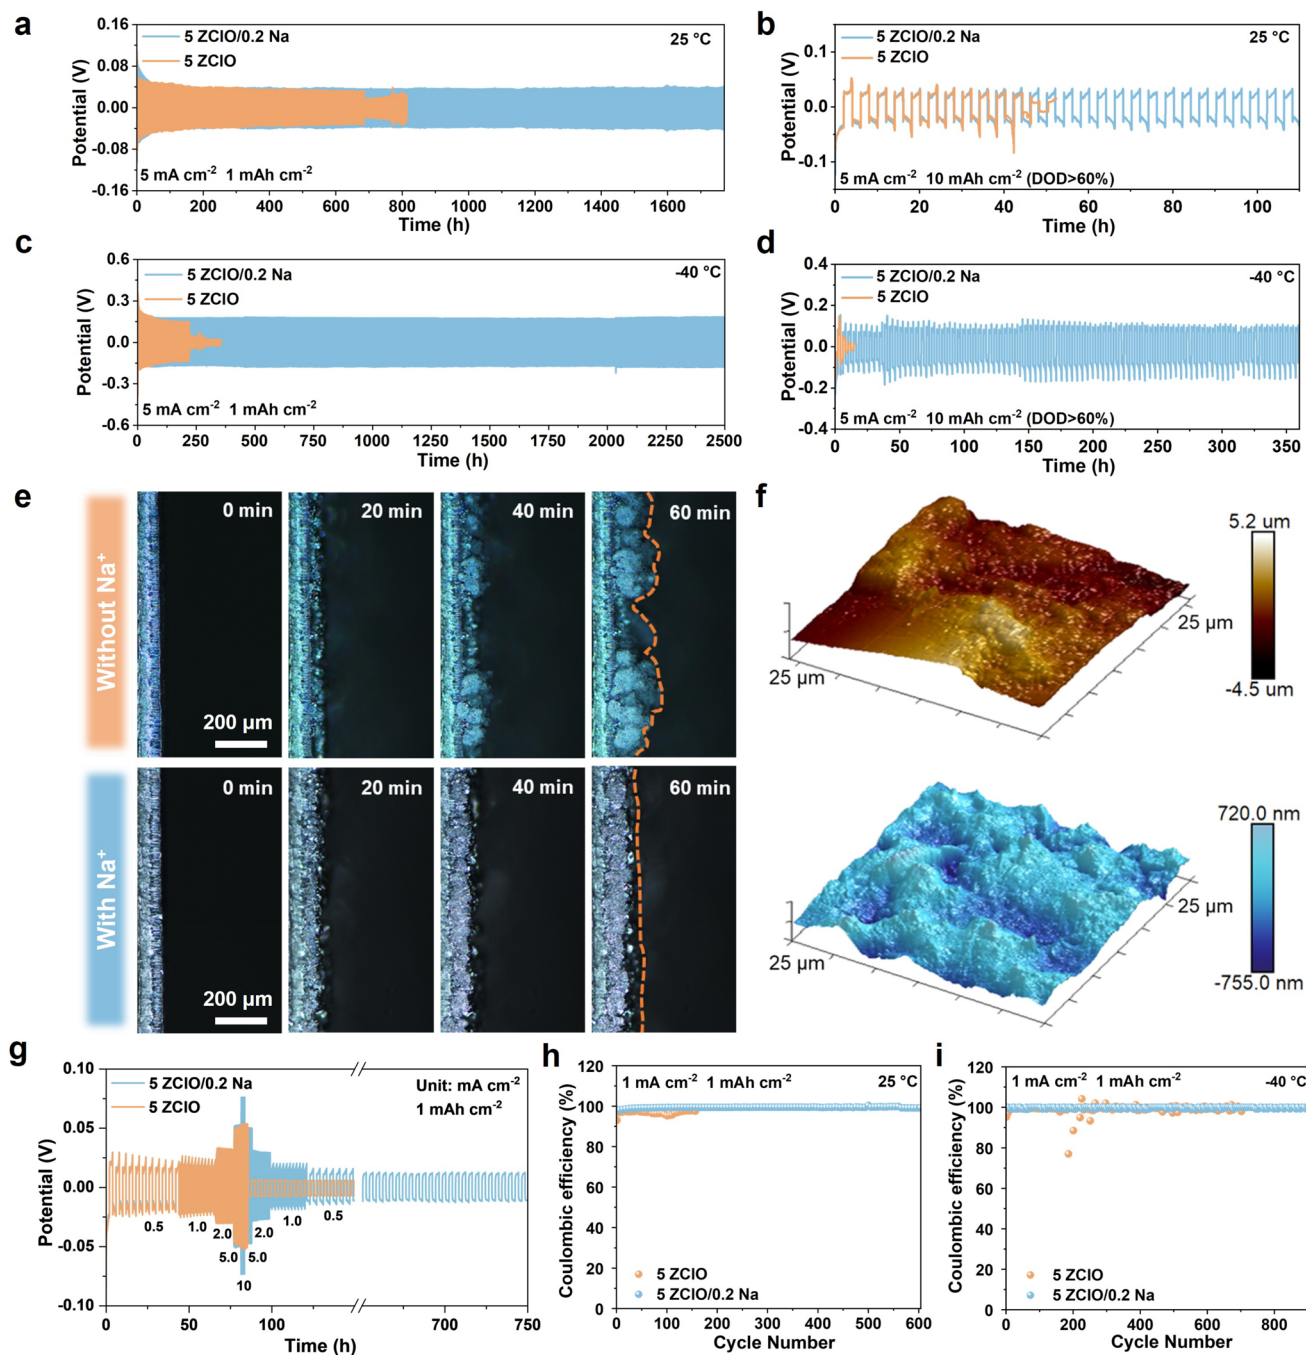 a
5 ZClO/0.2 Na
5 ZClO
25 °C
5 mA cm⁻² 1 mAh cm⁻²
Potential (V)
0.16
0.08
0.00
-0.08
-0.16
0 200 400 600 800 1000 1200 1400 1600
Time (h)
b
5 ZClO/0.2 Na
5 ZClO
25 °C
5 mA cm⁻² 10 mAh cm⁻² (DOD>60%)
Potential (V)
0.1
0.0
-0.1
0 20 40 60 80 100
Time (h)
c
5 ZClO/0.2 Na
5 ZClO
-40 °C
5 mA cm⁻² 1 mAh cm⁻²
Potential (V)
0.6
0.3
0.0
-0.3
-0.6
0 250 500 750 1000 1250 1500 1750 2000 2250 2500
Time (h)
d
5 ZClO/0.2 Na
5 ZClO
-40 °C
5 mA cm⁻² 10 mAh cm⁻² (DOD>60%)
Potential (V)
0.4
0.2
0.0
-0.2
-0.4
0 50 100 150 200 250 300 350
Time (h)
e
Without Na⁺
0 min
20 min
40 min
60 min
200 µm
With Na⁺
0 min
20 min
40 min
60 min
200 µm
f
5.2 um
-4.5 um
25 µm
25 µm
720.0 nm
-755.0 nm
25 µm
25 µm
g
5 ZClO/0.2 Na
5 ZClO
Unit: mA cm⁻²
1 mAh cm⁻²
Potential (V)
0.10
0.05
0.00
-0.05
-0.10
0.5 1.0 2.0 5.0 10 5.0 2.0 1.0 0.5
0 50 100 700 750
Time (h)
h
1 mA cm⁻² 1 mAh cm⁻²
25 °C
5 ZClO
5 ZClO/0.2 Na
Coulombic efficiency (%)
120
100
80
60
40
20
0
0 100 200 300 400 500 600
Cycle Number
i
1 mA cm⁻² 1 mAh cm⁻²
-40 °C
5 ZClO
5 ZClO/0.2 Na
Coulombic efficiency (%)
120
100
80
60
40
20
0
0 200 400 600 800
Cycle Number